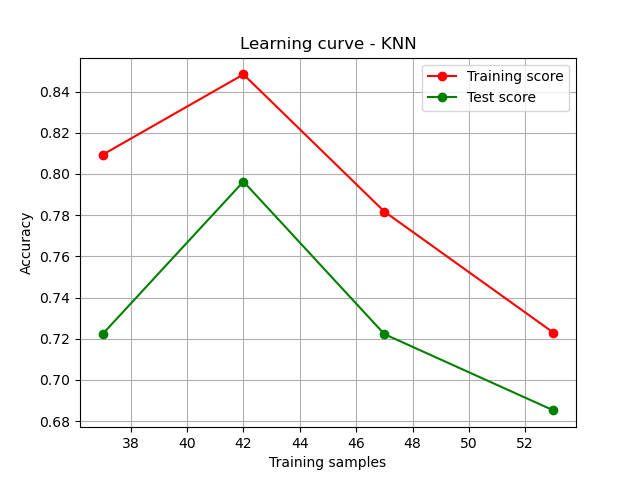 Learning curve - KNN
Training score
Test score
0.84
0.82
0.80
0.78
0.76
0.74
0.72
0.70
0.68
Accuracy
38 40 42 44 46 48 50 52
Training samples